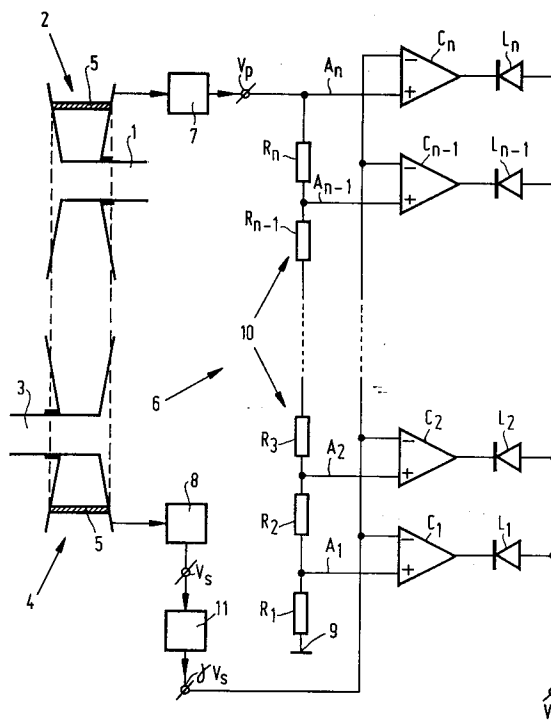 2
5
7
Vp
An
Cn
Ln
−
+
1
Rn
An-1
Cn-1
Ln-1
−
+
Rn-1
10
6
3
R3
A2
C2
L2
−
+
8
5
R2
A1
C1
L1
−
+
4
Vs
11
R1
9
γVs
V